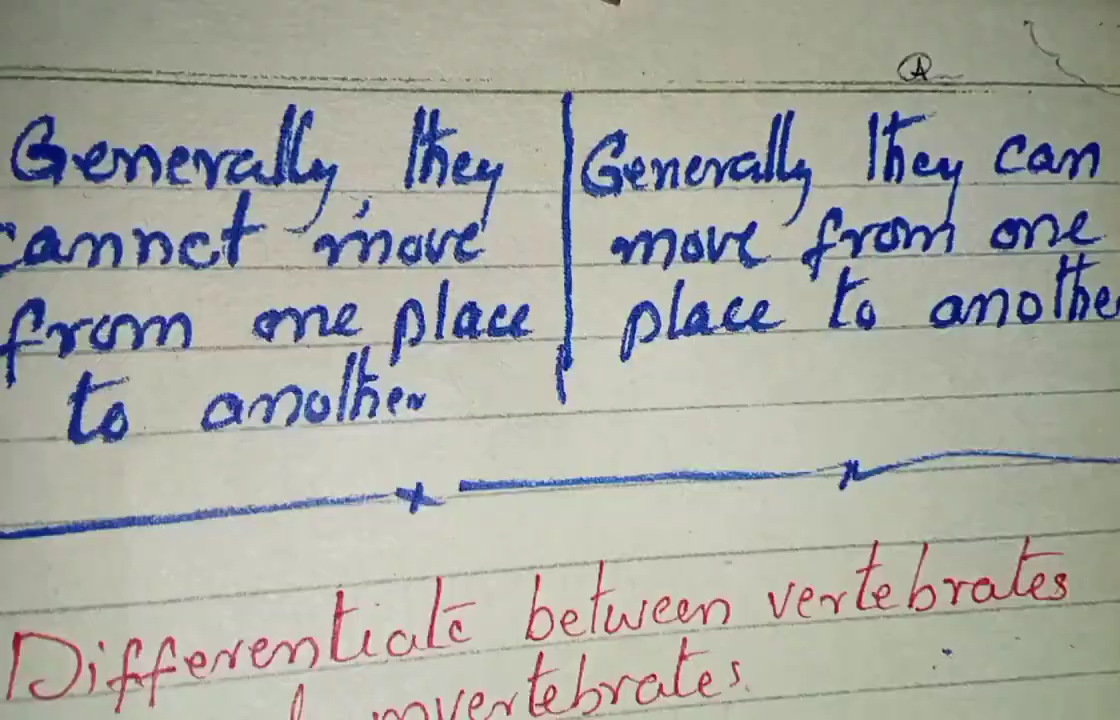 A
Generally, they
cannot move
from one place
to another
Generally, they can
move from one
place to anothe
Differentiate between vertebrates
invertebrates.